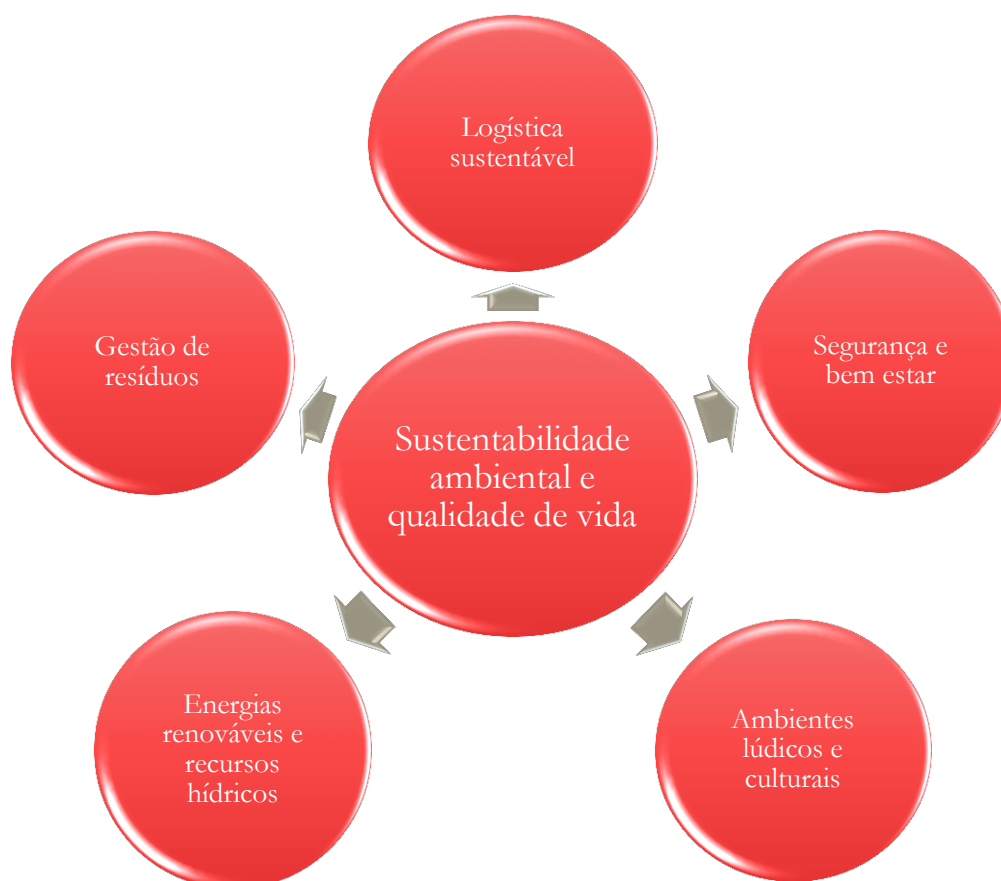 Logística
sustentável
Gestão de
resíduos
Segurança e
bem estar
Sustentabilidade
ambiental e
qualidade de vida
Energias
renováveis e
recursos
hídricos
Ambientes
lúdicos e
culturais